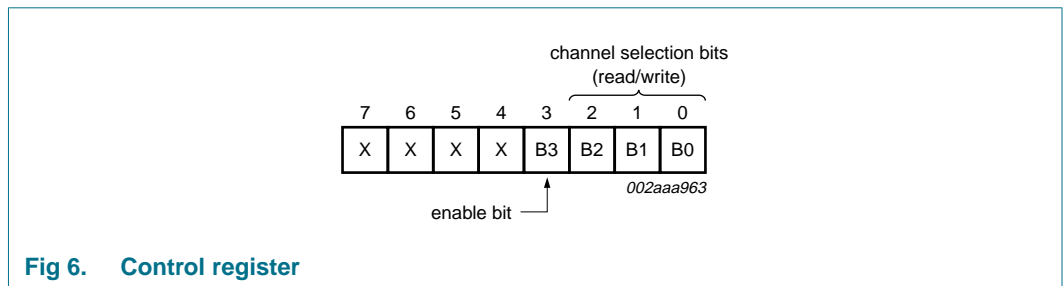 channel selection bits
(read/write)
7 6 5 4 3 2 1 0
X X X X B3 B2 B1 B0
002aaa963
enable bit
Fig 6. Control register